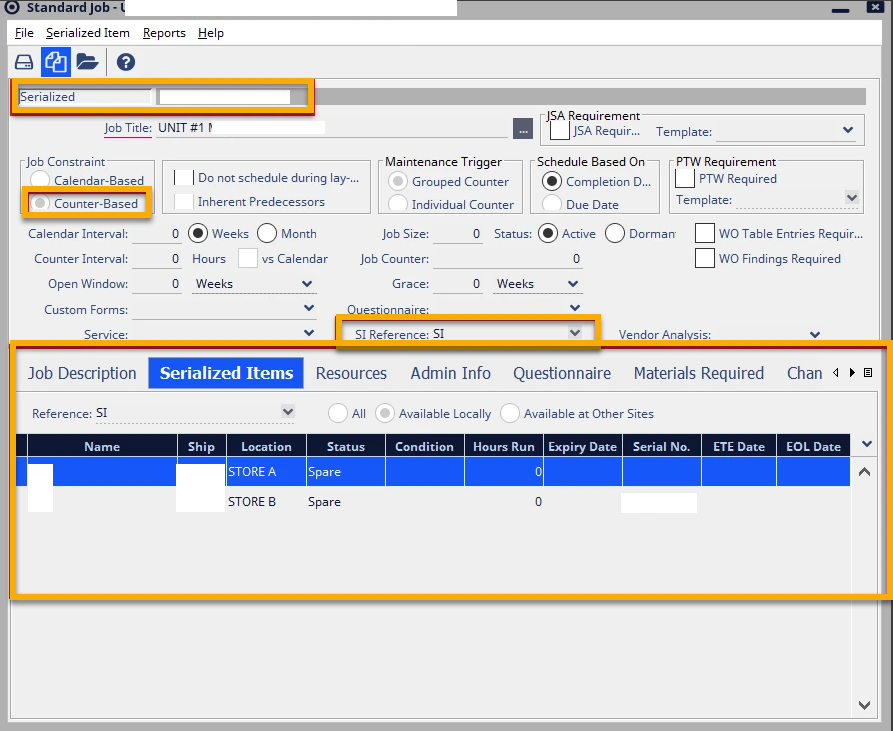 Standard Job - U
File Serialized Item Reports Help
Serialized
Job Title: UNIT #1 M ...
JSA Requirement
JSA Requir... Template:
Job Constraint
Calendar-Based
Counter-Based
Do not schedule during lay-...
Inherent Predecessors
Maintenance Trigger
Grouped Counter
Individual Counter
Schedule Based On
Completion D...
Due Date
PTW Requirement
PTW Required
Template:
Calendar Interval: 0 Weeks Month Job Size: 0 Status: Active Dorman WO Table Entries Requir...
Counter Interval: 0 Hours vs Calendar Job Counter: 0 WO Findings Required
Open Window: 0 Weeks Grace: 0 Weeks
Custom Forms: Questionnaire:
Service: SI Reference: SI Vendor Analysis:
Job Description Serialized Items Resources Admin Info Questionnaire Materials Required Chan
Reference: SI All Available Locally Available at Other Sites
Name Ship Location Status Condition Hours Run Expiry Date Serial No. ETE Date EOL Date
STORE A Spare 0
STORE B Spare 0